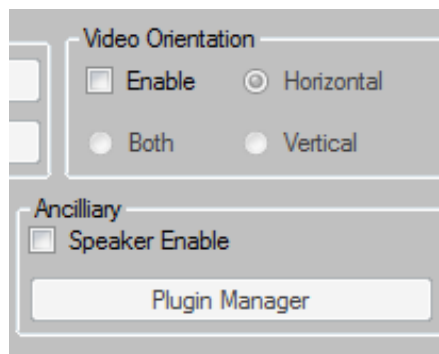 Video Orientation
Enable Horizontal
Both Vertical
Ancilliary
Speaker Enable
Plugin Manager